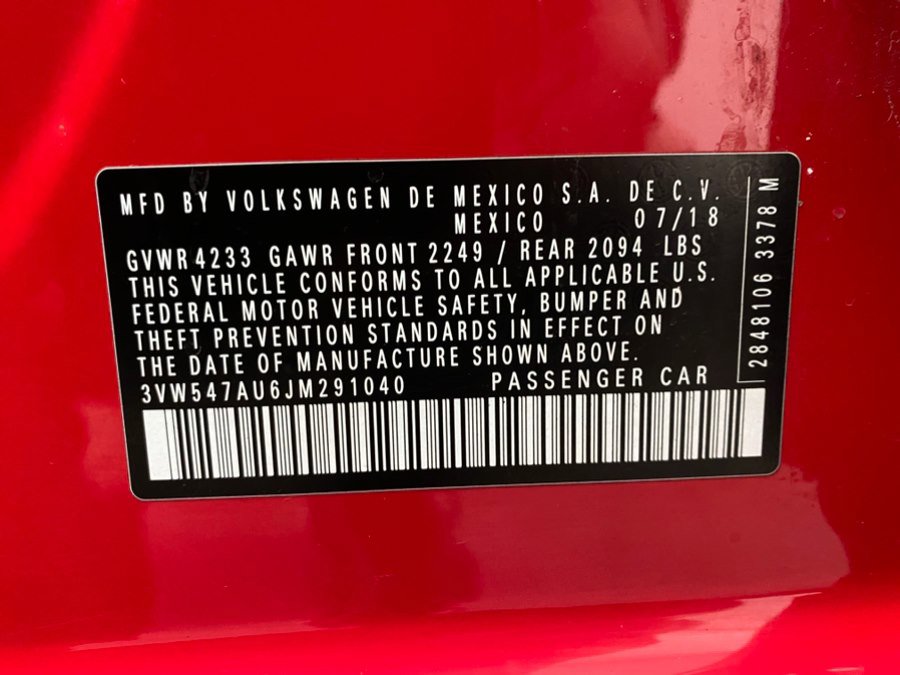 MFD BY VOLKSWAGEN DE MEXICO S.A. DE C.V.
MEXICO 07/18
GVWR 4233 GAWR FRONT 2249 / REAR 2094 LBS
THIS VEHICLE CONFORMS TO ALL APPLICABLE U.S.
FEDERAL MOTOR VEHICLE SAFETY, BUMPER AND
THEFT PREVENTION STANDARDS IN EFFECT ON
THE DATE OF MANUFACTURE SHOWN ABOVE.
3VW547AU6JM291040 PASSENGER CAR
2848106 3378 M